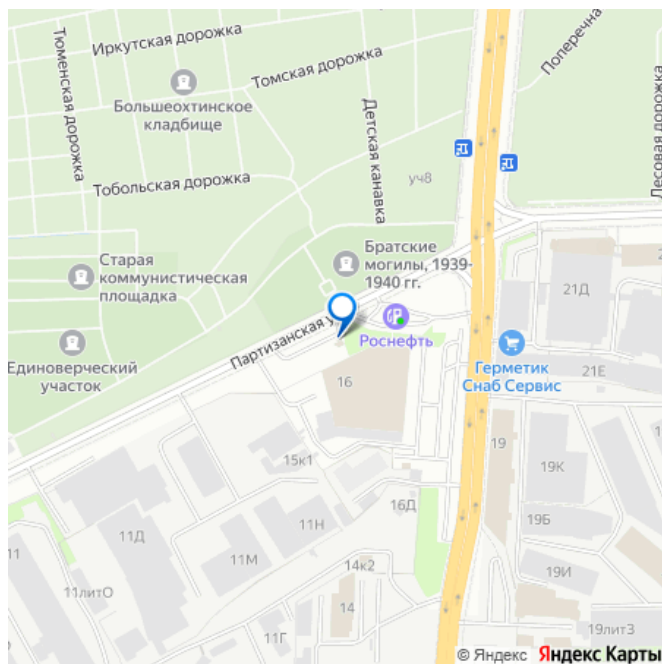 Тюменская дорожка
Иркутская дорожка
Томская дорожка
Поперечна
Большеохтинское
кладбище
Детская канавка
Лесовая дорожка
Тобольская дорожка
уч8
Братские
могилы, 1939-
1940 гг.
Старая
коммунистическая
площадка
21Д
2
Партизанская у
Роснефть
Герметик
Снаб Сервис
21Е
Единоверческий
участок
16
19
15к1
19К
16Д
11Н
11Д
19Б
11
11М
14к2
19И
11литО
14
11Г
19лит3
© Яндекс Яндекс Карты